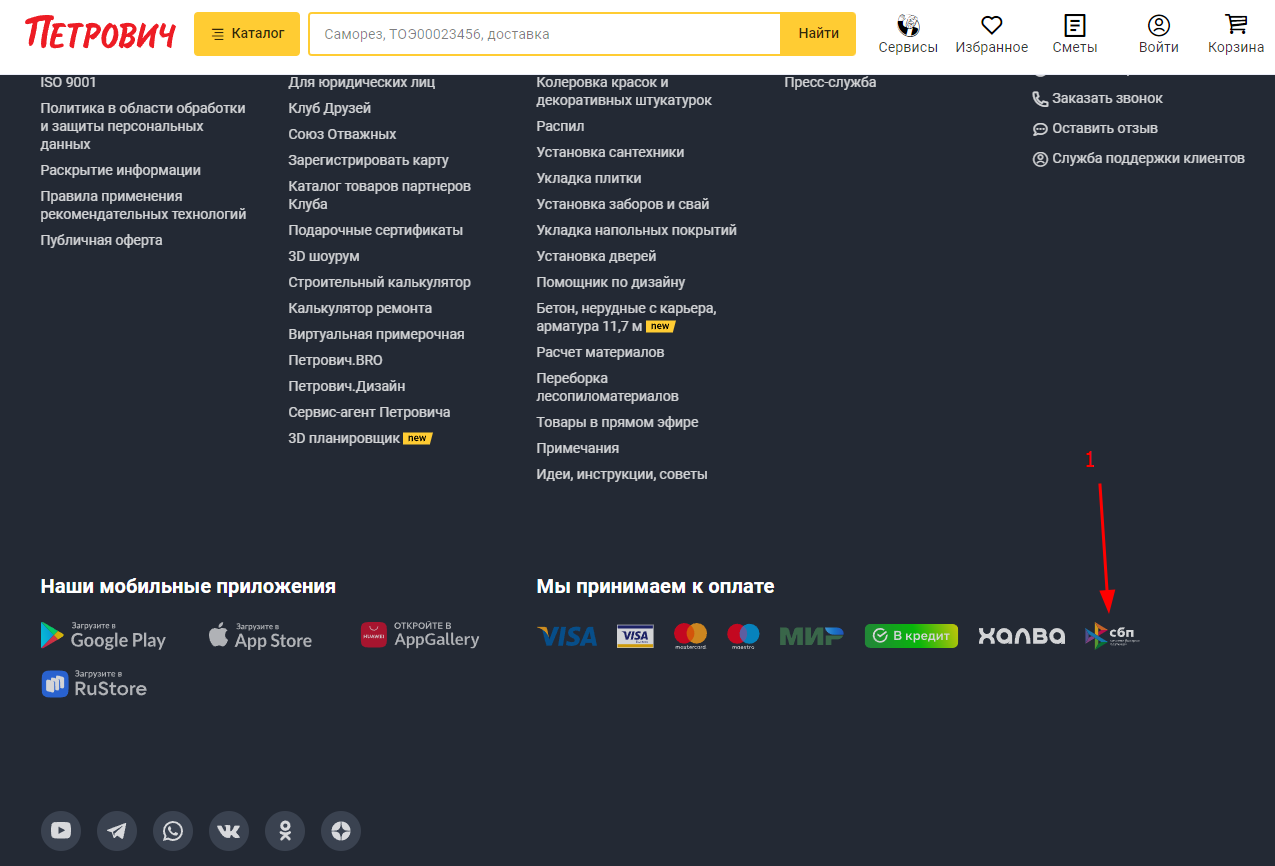 ПЕТРОВИЧ
Каталог
Саморез, ТОЭ00023456, доставка
Найти
Сервисы
Избранное
Сметы
Войти
Корзина
ISO 9001
Политика в области обработки
и защиты персональных
данных
Раскрытие информации
Правила применения
рекомендательных технологий
Публичная оферта
Для юридических лиц
Клуб Друзей
Союз Отважных
Зарегистрировать карту
Каталог товаров партнеров
Клуба
Подарочные сертификаты
3D шоурум
Строительный калькулятор
Калькулятор ремонта
Виртуальная примерочная
Петрович.BRO
Петрович.Дизайн
Сервис-агент Петровича
3D планировщик new
Колеровка красок и
декоративных штукатурок
Распил
Установка сантехники
Укладка плитки
Установка заборов и свай
Укладка напольных покрытий
Установка дверей
Помощник по дизайну
Бетон, нерудные с карьера,
арматура 11,7 м new
Расчет материалов
Переборка
лесопиломатериалов
Товары в прямом эфире
Примечания
Идеи, инструкции, советы
Пресс-служба
Заказать звонок
Оставить отзыв
Служба поддержки клиентов
1
Наши мобильные приложения
Загрузите в
Google Play
Загрузите в
App Store
HUAWEI
ОТКРОЙТЕ В
AppGallery
Загрузите в
RuStore
Мы принимаем к оплате
VISA
VISA
mastercard
maestro
МИР
В кредит
ХАЛВА
сбп